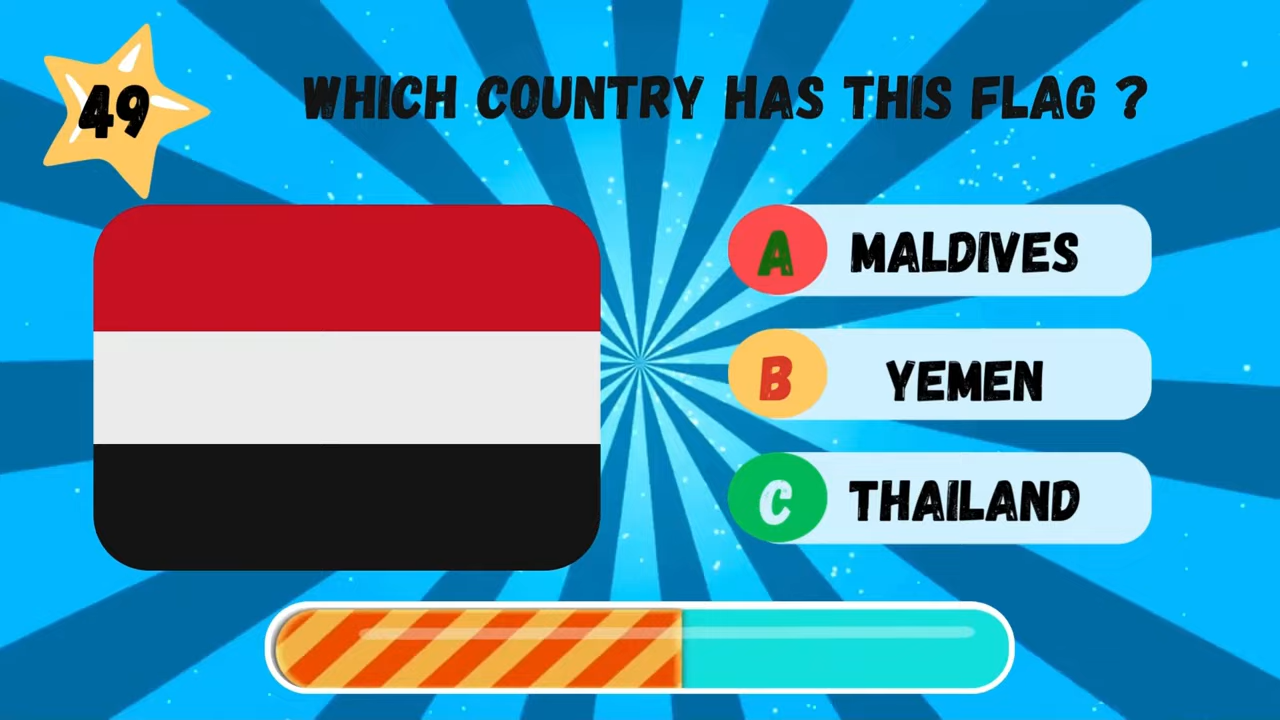 49
WHICH COUNTRY HAS THIS FLAG ?
A MALDIVES
B YEMEN
C THAILAND